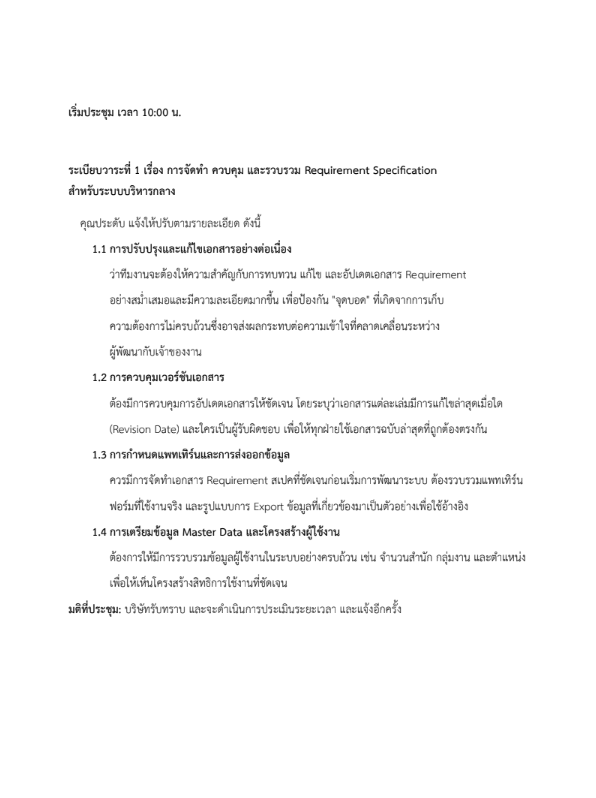 เริ่มประชุม เวลา 10:00 น.
ระเบียบวาระที่ 1 เรื่อง การจัดทำ ควบคุม และรวบรวม Requirement Specification
สำหรับระบบบริหารกลาง
คุณประดับ แจ้งให้ปรับตามรายละเอียด ดังนี้
1.1 การปรับปรุงและแก้ไขเอกสารอย่างต่อเนื่อง
ว่าทีมงานจะต้องให้ความสำคัญกับการทบทวน แก้ไข และอัปเดตเอกสาร Requirement
อย่างสม่ำเสมอและมีความละเอียดมากขึ้น เพื่อป้องกัน "จุดบอด" ที่เกิดจากการเก็บ
ความต้องการไม่ครบถ้วนซึ่งอาจส่งผลกระทบต่อความเข้าใจที่คลาดเคลื่อนระหว่าง
ผู้พัฒนากับเจ้าของงาน
1.2 การควบคุมเวอร์ชันเอกสาร
ต้องมีการควบคุมการอัปเดตเอกสารให้ชัดเจน โดยระบุว่าเอกสารแต่ละเล่มมีการแก้ไขล่าสุดเมื่อใด
(Revision Date) และใครเป็นผู้รับผิดชอบ เพื่อให้ทุกฝ่ายใช้เอกสารฉบับล่าสุดที่ถูกต้องตรงกัน
1.3 การกำหนดแพทเทิร์นและการส่งออกข้อมูล
ควรมีการจัดทำเอกสาร Requirement สเปคที่ชัดเจนก่อนเริ่มการพัฒนาระบบ ต้องรวบรวมแพทเทิร์น
ฟอร์มที่ใช้งานจริง และรูปแบบการ Export ข้อมูลที่เกี่ยวข้องมาเป็นตัวอย่างเพื่อใช้อ้างอิง
1.4 การเตรียมข้อมูล Master Data และโครงสร้างผู้ใช้งาน
ต้องการให้มีการรวบรวมข้อมูลผู้ใช้งานในระบบอย่างครบถ้วน เช่น จำนวนสำนัก กลุ่มงาน และตำแหน่ง
เพื่อให้เห็นโครงสร้างสิทธิการใช้งานที่ชัดเจน
มติที่ประชุม: บริษัทรับทราบ และจะดำเนินการประเมินระยะเวลา และแจ้งอีกครั้ง